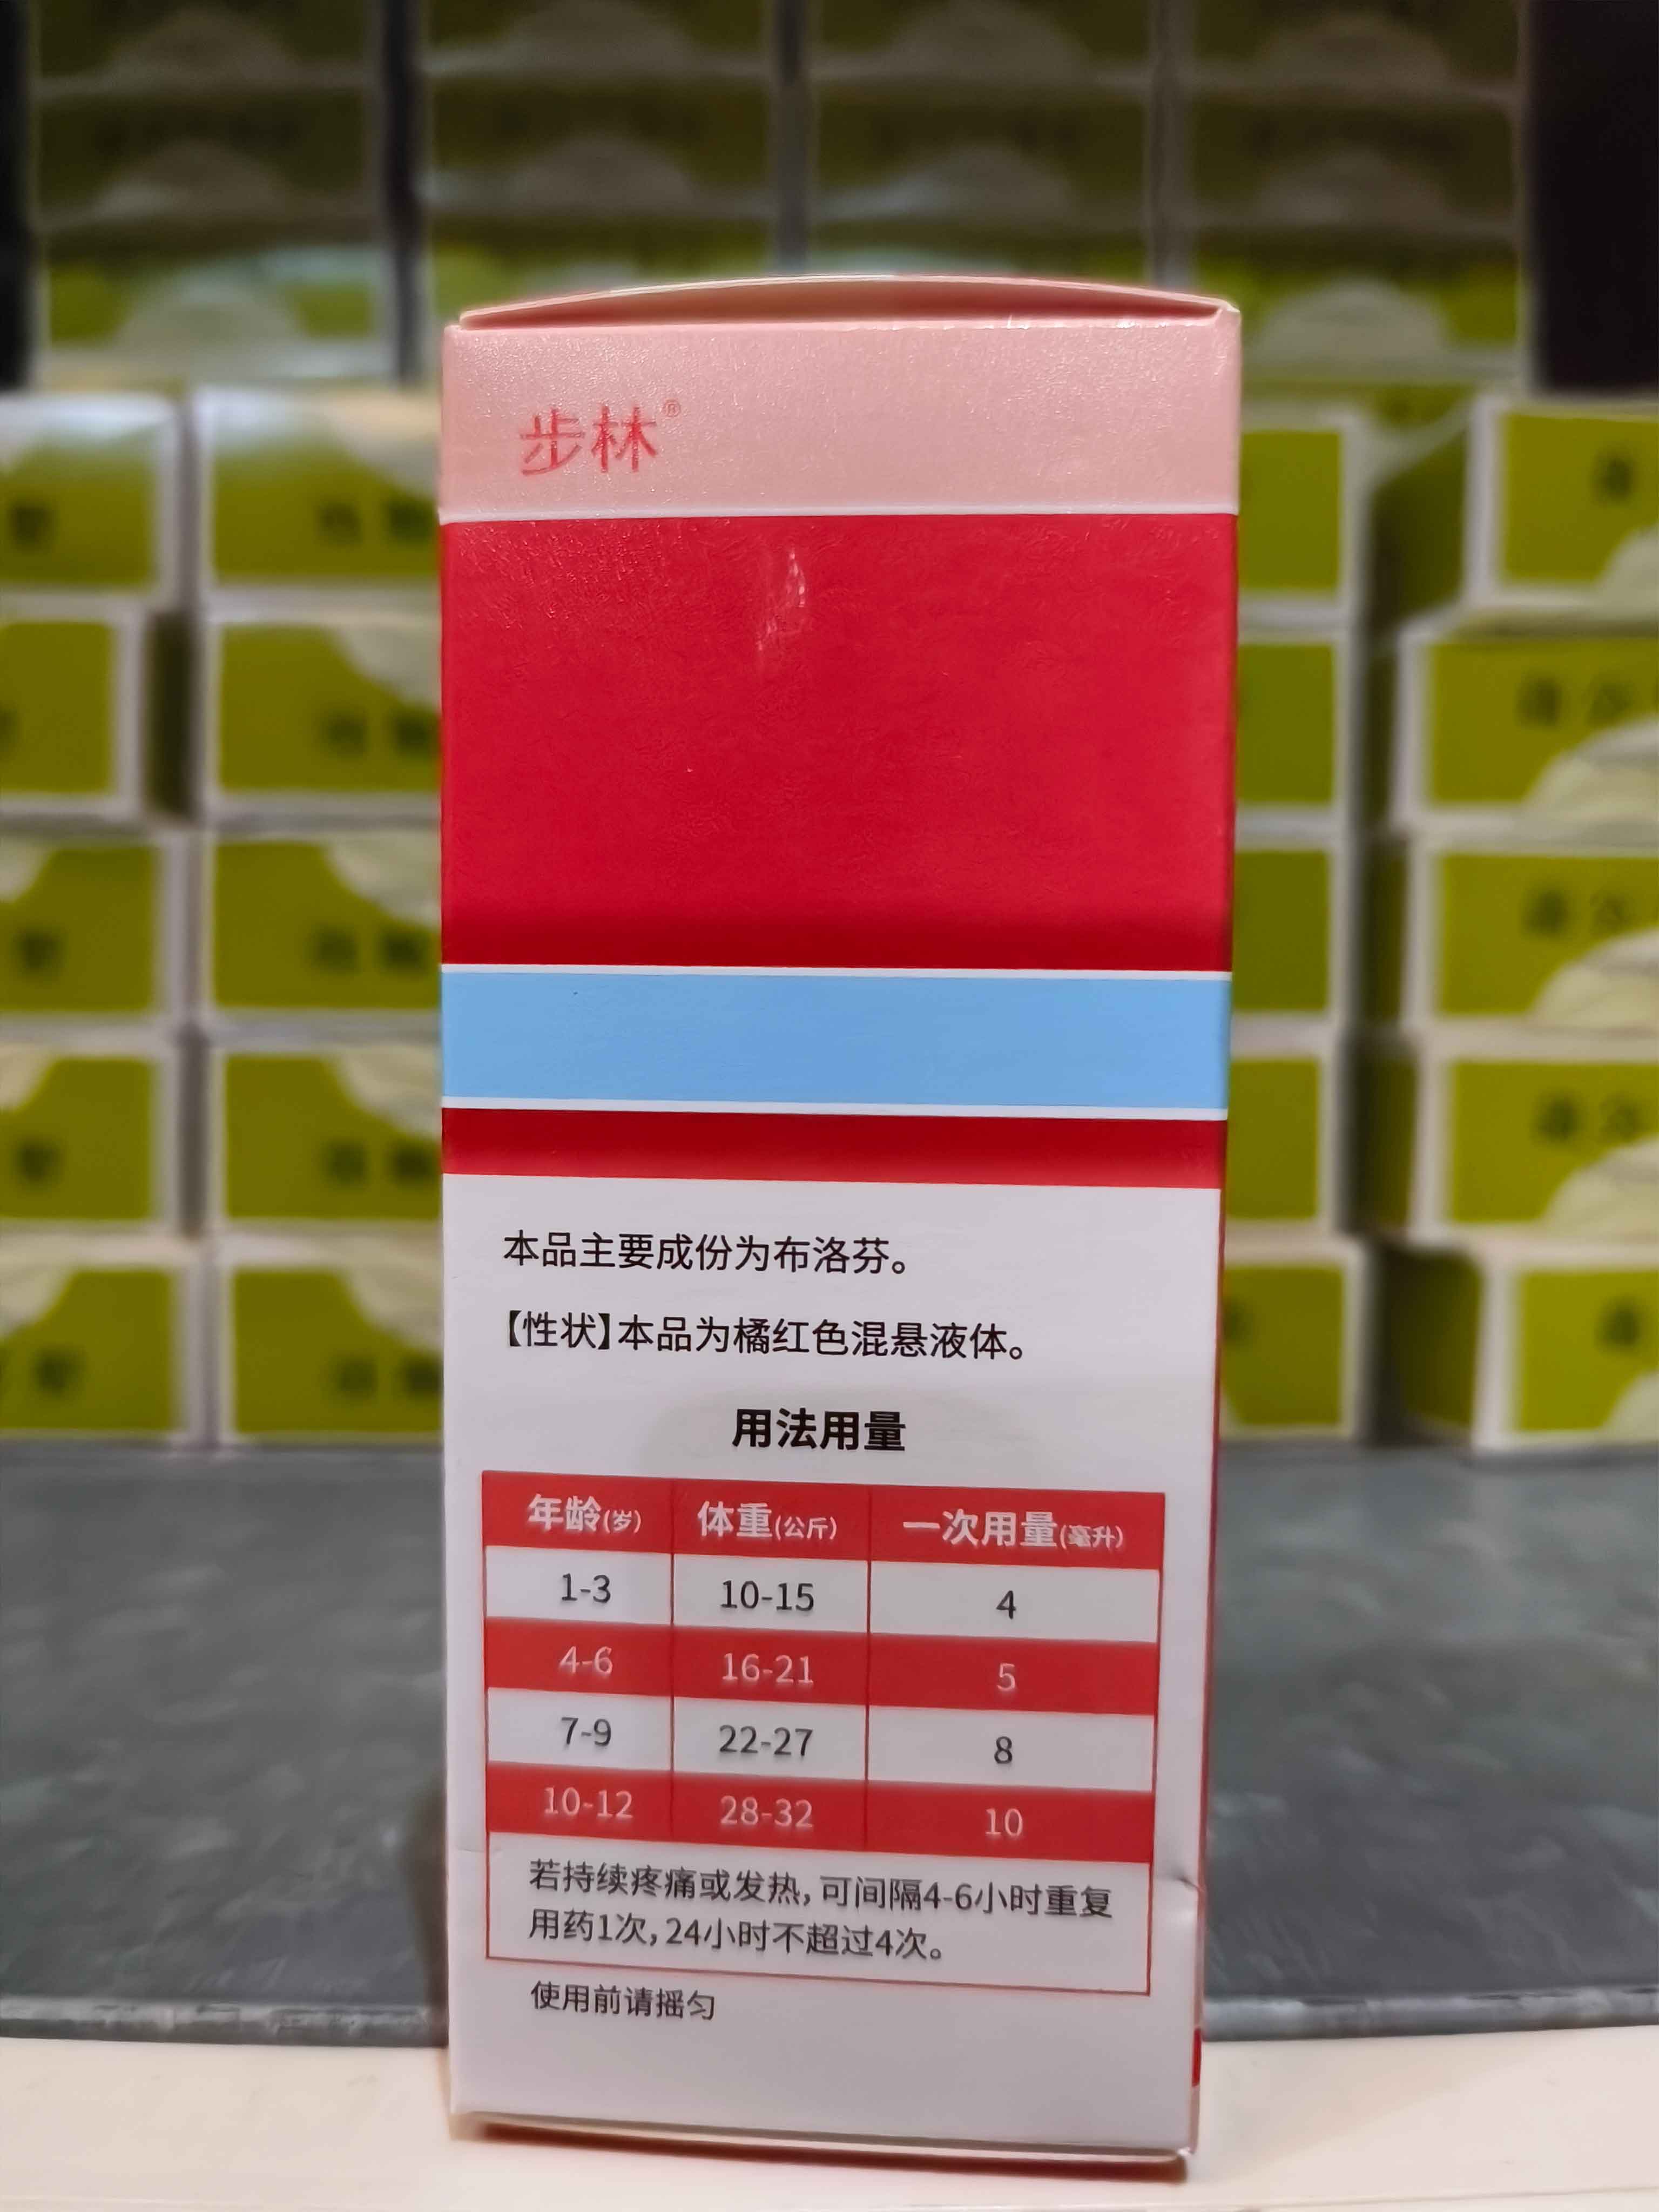 步林®
本品主要成份为布洛芬。
【性状】本品为橘红色混悬液体。
用法用量
年龄(岁) 体重(公斤) 一次用量(毫升)
1-3 10-15 4
4-6 16-21 5
7-9 22-27 8
10-12 28-32 10
若持续疼痛或发热,可间隔4-6小时重复
用药1次,24小时不超过4次。
使用前请摇匀